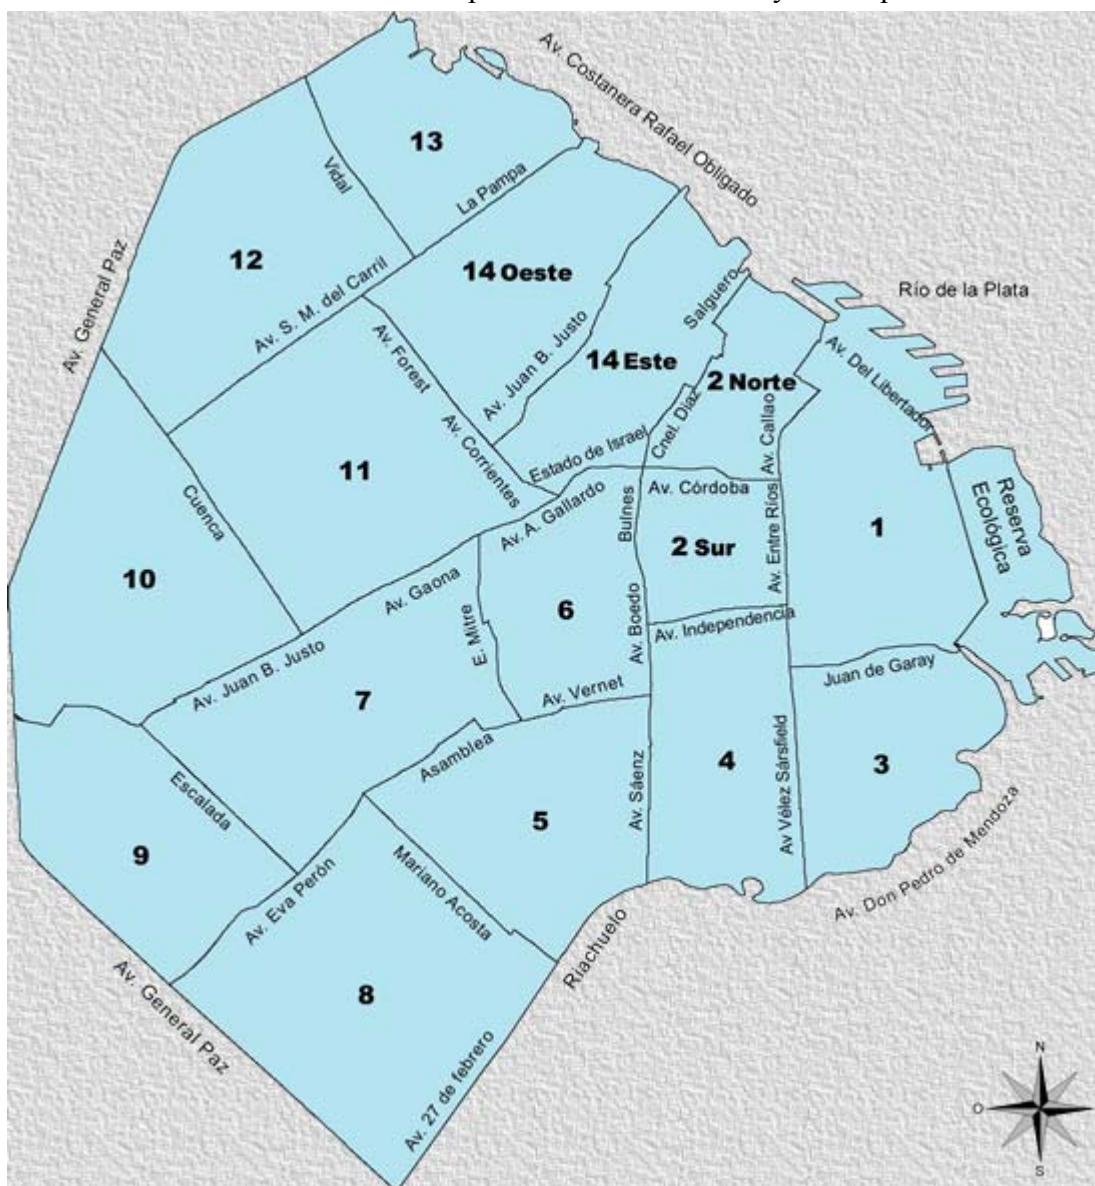 Av. Costanera Rafael Obligado
13
Vidal
La Pampa
12
Av. General Paz
Av. S. M. del Carril
14 Oeste
Salguero
Río de la Plata
Av. Forest
Av. Juan B. Justo
14 Este
2 Norte
Av. Del Libertador
Cnel. Diaz
Av. Callao
Av. Corrientes
Estado de Israel
11
Cuenca
Av. A. Gallardo
Bulnes
Av. Córdoba
Av. Entre Ríos
Reserva
Ecológica
1
2 Sur
10
Av. Gaona
E. Mitre
6
Av. Boedo
Av. Independencia
Av. Juan B. Justo
7
Av. Vernet
Juan de Garay
Asamblea
Escalada
5
Av. Sáenz
4
Av Vélez Sársfield
3
9
Mariano Acosta
Av. Eva Perón
Av. Don Pedro de Mendoza
Riachuelo
8
Av. General Paz
Av. 27 de febrero
N
O
S